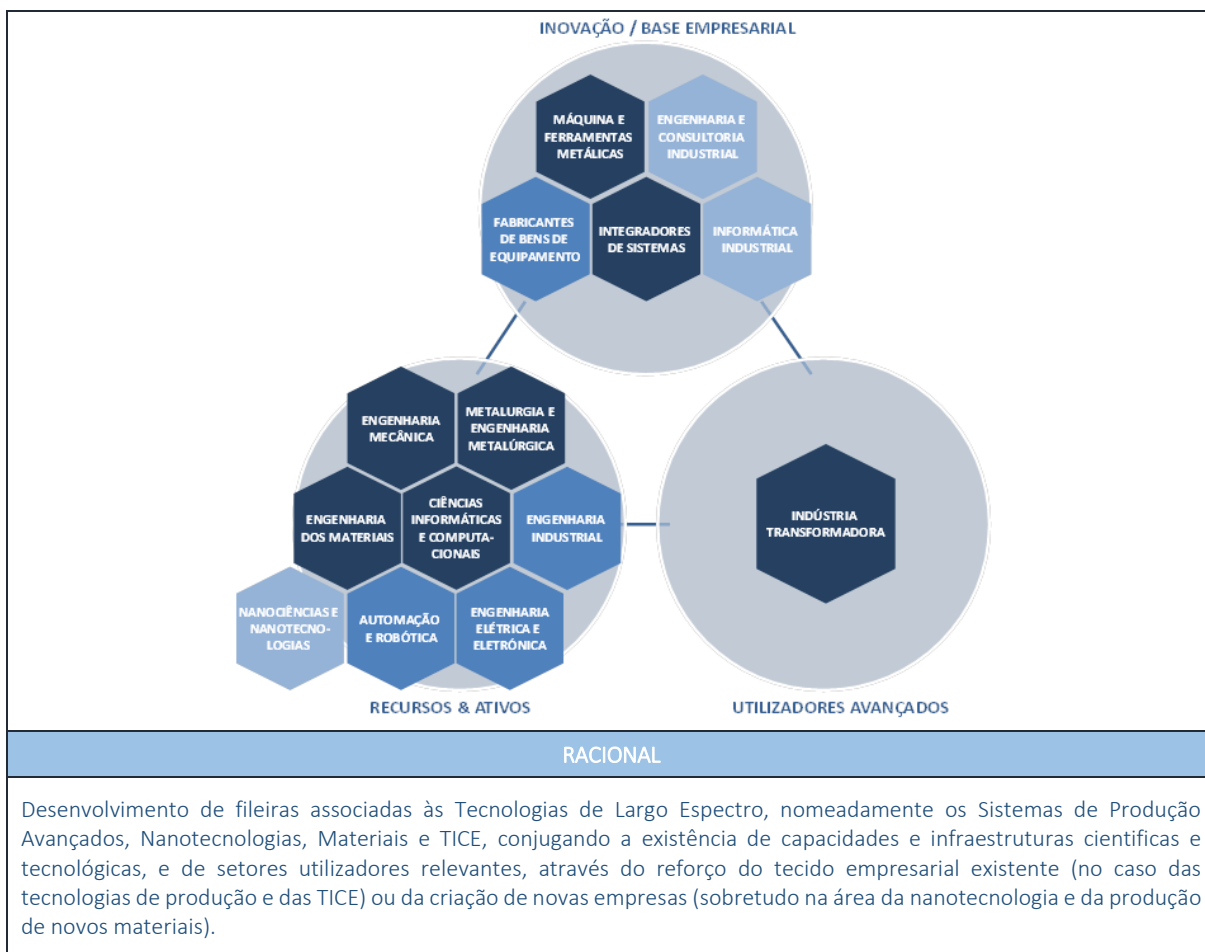 INOVAÇÃO / BASE EMPRESARIAL
MÁQUINA E
FERRAMENTAS
METÁLICAS
ENGENHARIA E
CONSULTORIA
INDUSTRIAL
FABRICANTES
DE BENS DE
EQUIPAMENTO
INTEGRADORES
DE SISTEMAS
INFORMÁTICA
INDUSTRIAL
ENGENHARIA
MECÂNICA
METALURGIA E
ENGENHARIA
METALÚRGICA
ENGENHARIA
DOS MATERIAIS
CIÊNCIAS
INFORMÁTICAS
E COMPUTA-
CIONAIS
ENGENHARIA
INDUSTRIAL
NANOCIÊNCIAS E
NANOTECNO-
LOGIAS
AUTOMAÇÃO
E ROBÓTICA
ENGENHARIA
ELÉTRICA E
ELETRÓNICA
RECURSOS & ATIVOS
INDÚSTRIA
TRANSFORMADORA
UTILIZADORES AVANÇADOS
RACIONAL
Desenvolvimento de fileiras associadas às Tecnologias de Largo Espectro, nomeadamente os Sistemas de Produção
Avançados, Nanotecnologias, Materiais e TICE, conjugando a existência de capacidades e infraestruturas cientificas e
tecnológicas, e de setores utilizadores relevantes, através do reforço do tecido empresarial existente (no caso das
tecnologias de produção e das TICE) ou da criação de novas empresas (sobretudo na área da nanotecnologia e da produção
de novos materiais).